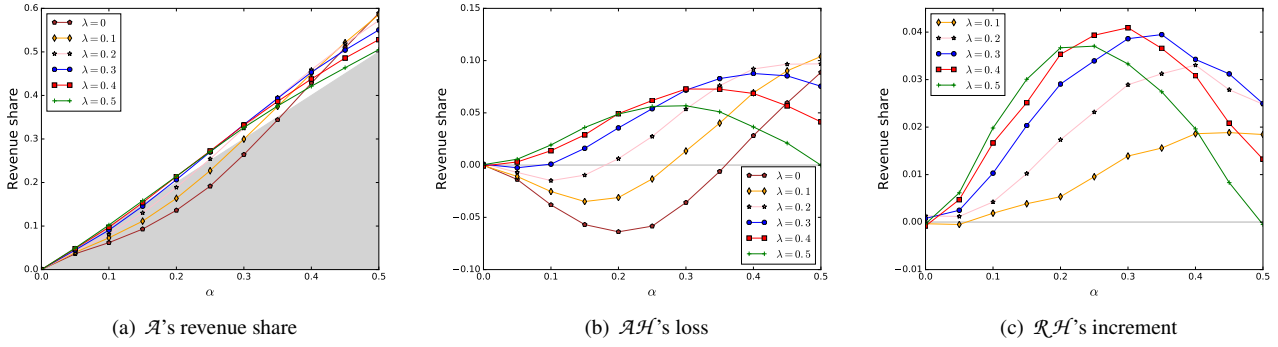 0.6
0.5
0.4
0.3
0.2
0.1
0.0
Revenue share
λ = 0
λ = 0.1
λ = 0.2
λ = 0.3
λ = 0.4
λ = 0.5
0.0 0.1 0.2 0.3 0.4 0.5
α
(a) 𝒜's revenue share
0.15
0.10
0.05
0.00
−0.05
−0.10
Revenue share
λ = 0
λ = 0.1
λ = 0.2
λ = 0.3
λ = 0.4
λ = 0.5
0.0 0.1 0.2 0.3 0.4 0.5
α
(b) 𝒜ℋ's loss
0.04
0.03
0.02
0.01
0.00
−0.01
Revenue share
λ = 0.1
λ = 0.2
λ = 0.3
λ = 0.4
λ = 0.5
0.0 0.1 0.2 0.3 0.4 0.5
α
(c) ℛℋ's increment